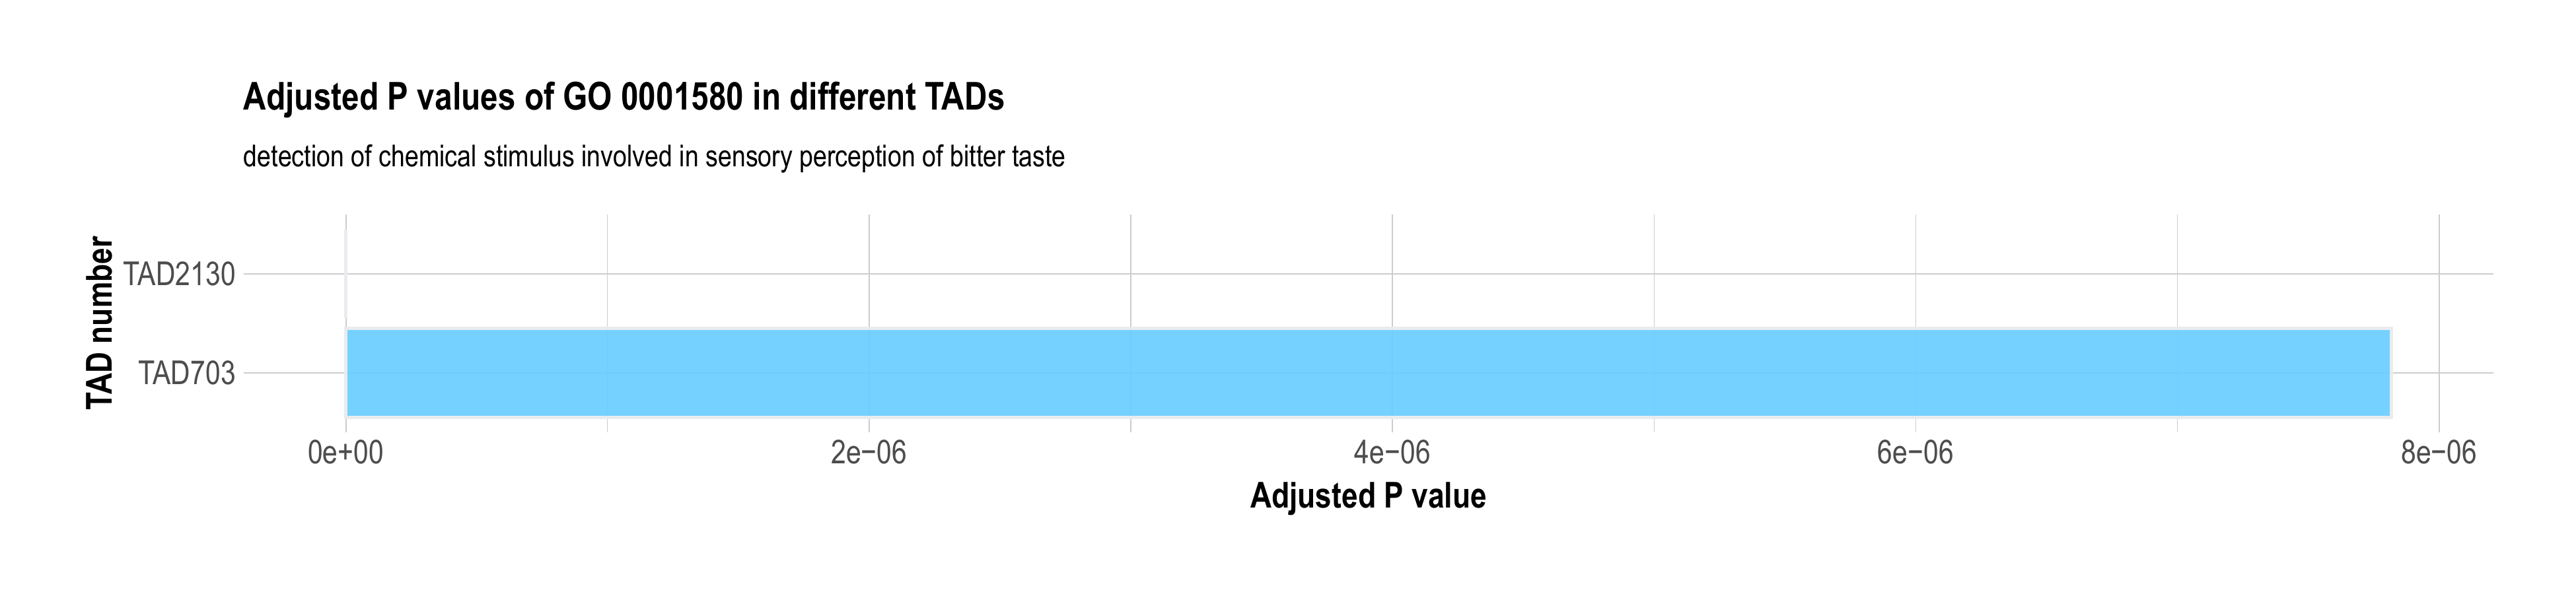 Adjusted P values of GO 0001580 in different TADs
detection of chemical stimulus involved in sensory perception of bitter taste
TAD number
TAD2130
TAD703
0e+00 2e−06 4e−06 6e−06 8e−06
Adjusted P value